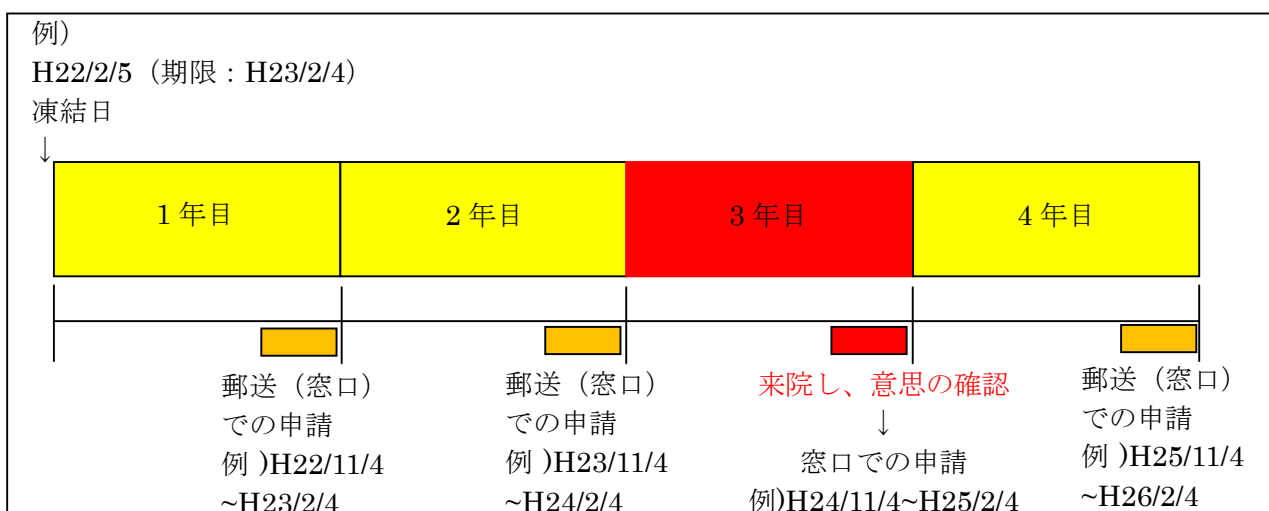 例）
H22/2/5（期限：H23/2/4）
凍結日
↓
1 年目
2 年目
3 年目
4 年目
郵送（窓口）
での申請
例 )H22/11/4
~H23/2/4
郵送（窓口）
での申請
例 )H23/11/4
~H24/2/4
来院し、意思の確認
↓
窓口での申請
例)H24/11/4~H25/2/4
郵送（窓口）
での申請
例 )H25/11/4
~H26/2/4